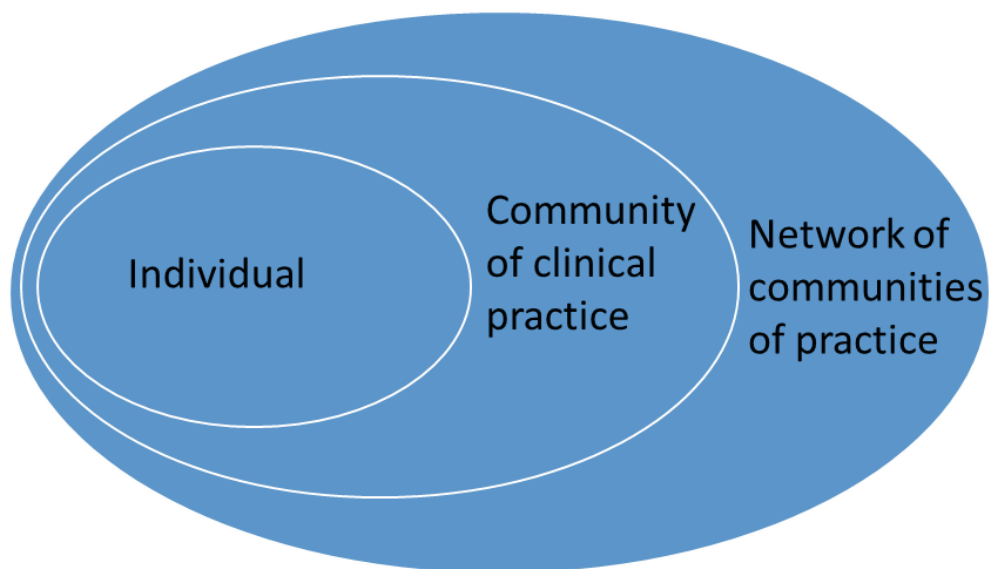 Individual
Community
of clinical
practice
Network of
communities
of practice